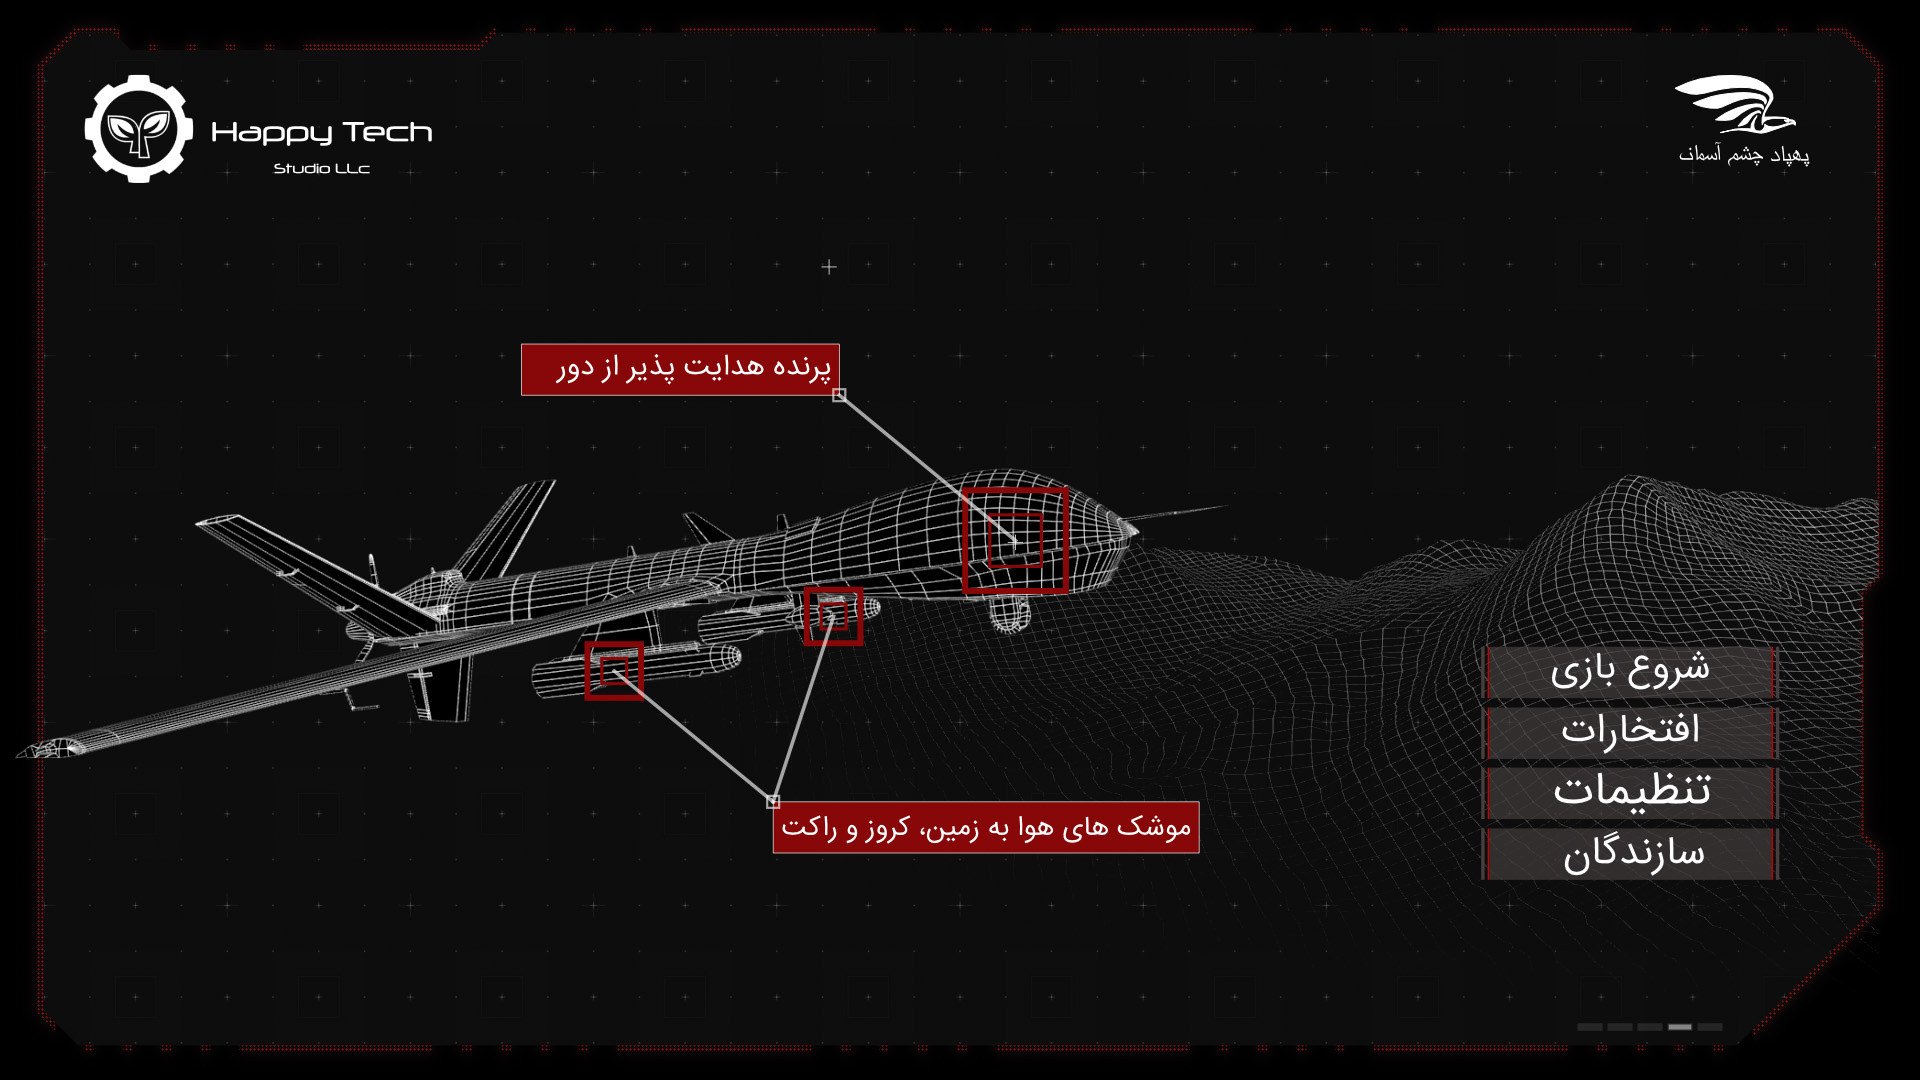 Happy Tech
Studio LLc
پهپاد چشم آسمان
پرنده هدایت پذیر از دور
موشک های هوا به زمین، کروز و راکت
شروع بازی
افتخارات
تنظیمات
سازندگان